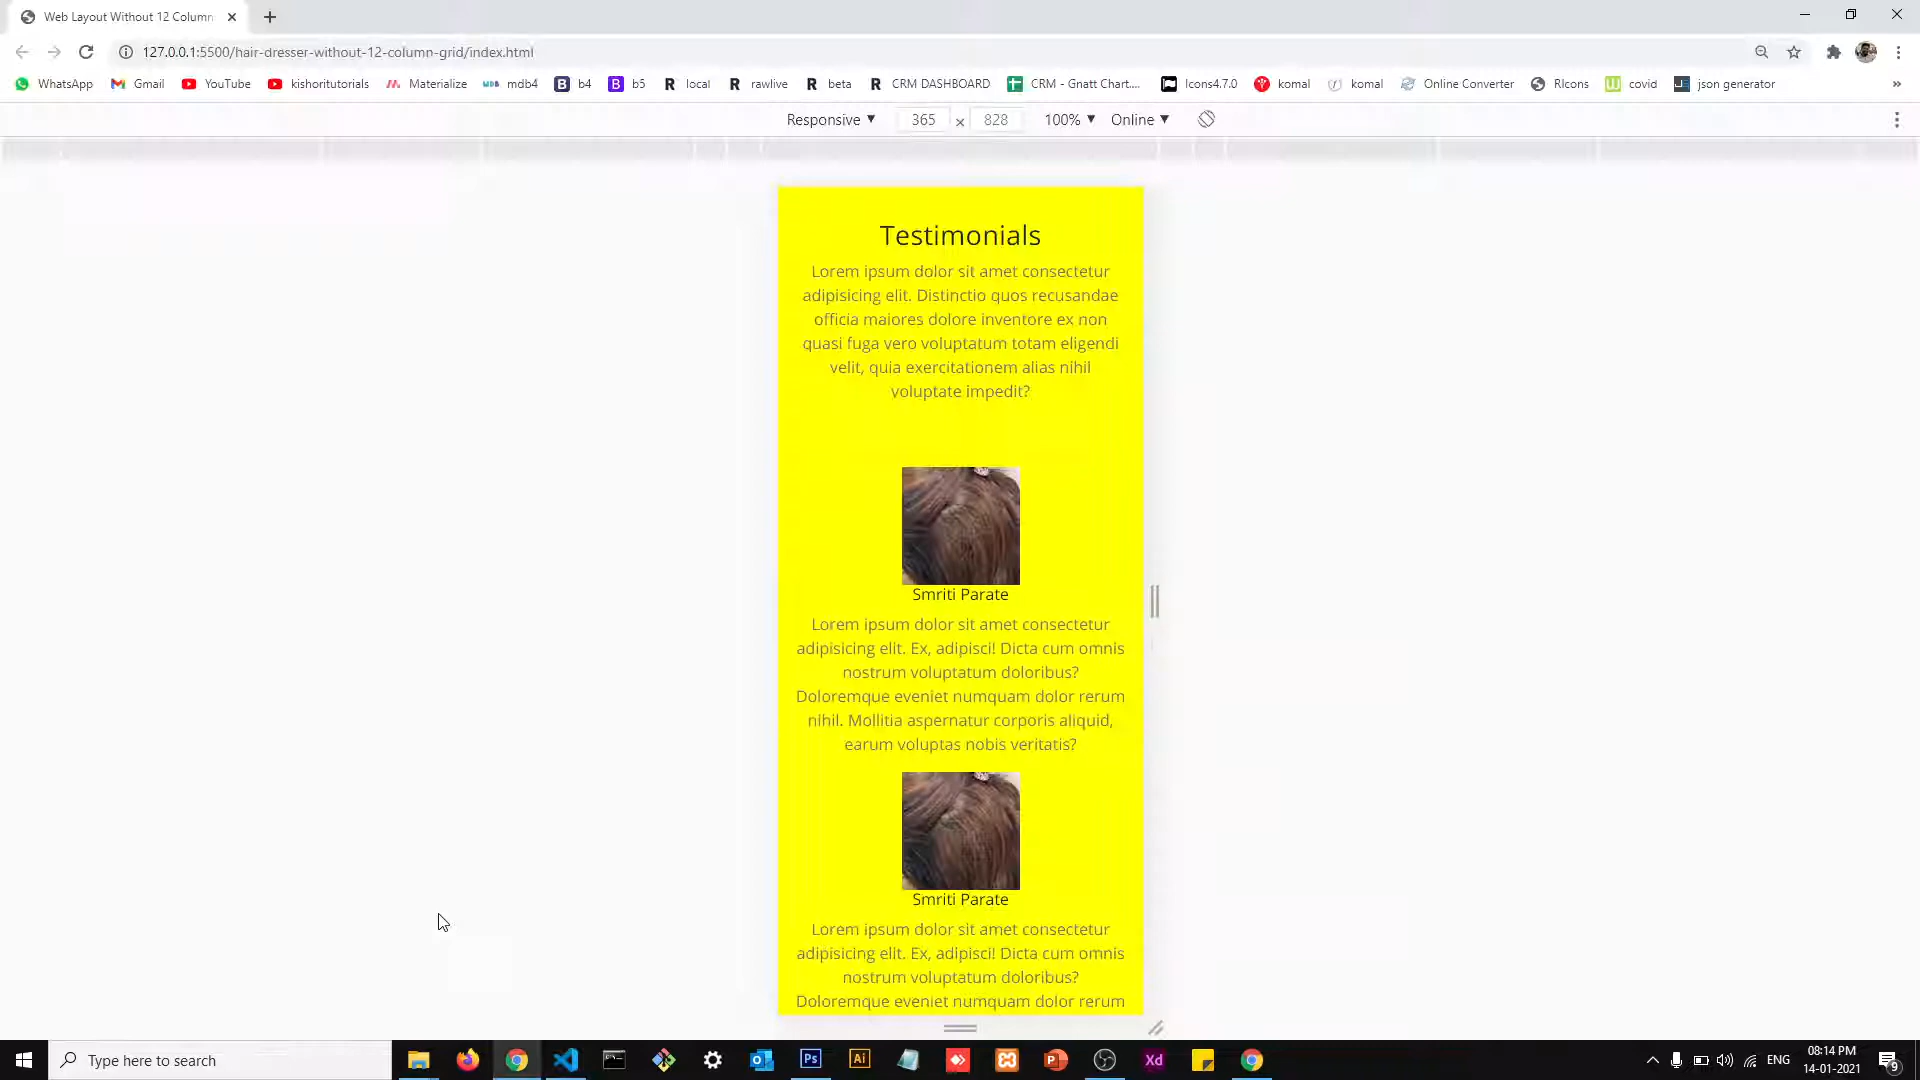 Web Layout Without 12 Column
127.0.0.1:5500/hair-dresser-without-12-column-grid/index.html
WhatsApp Gmail YouTube kishoritutorials Materialize mdb4 b4 b5 local rawlive beta CRM DASHBOARD CRM - Gnatt Chart.... Icons4.7.0 komal komal Online Converter RIcons covid json generator »
Responsive ▼ 365 × 828 100% ▼ Online ▼
Testimonials
Lorem ipsum dolor sit amet consectetur
adipisicing elit. Distinctio quos recusandae
officia maiores dolore inventore ex non
quasi fuga vero voluptatum totam eligendi
velit, quia exercitationem alias nihil
voluptate impedit?
Smriti Parate
Lorem ipsum dolor sit amet consectetur
adipisicing elit. Ex, adipisci! Dicta cum omnis
nostrum voluptatum doloribus?
Doloremque eveniet numquam dolor rerum
nihil. Mollitia aspernatur corporis aliquid,
earum voluptas nobis veritatis?
Smriti Parate
Lorem ipsum dolor sit amet consectetur
adipisicing elit. Ex, adipisci! Dicta cum omnis
nostrum voluptatum doloribus?
Doloremque eveniet numquam dolor rerum
Type here to search
ENG
08:14 PM
14-01-2021
9